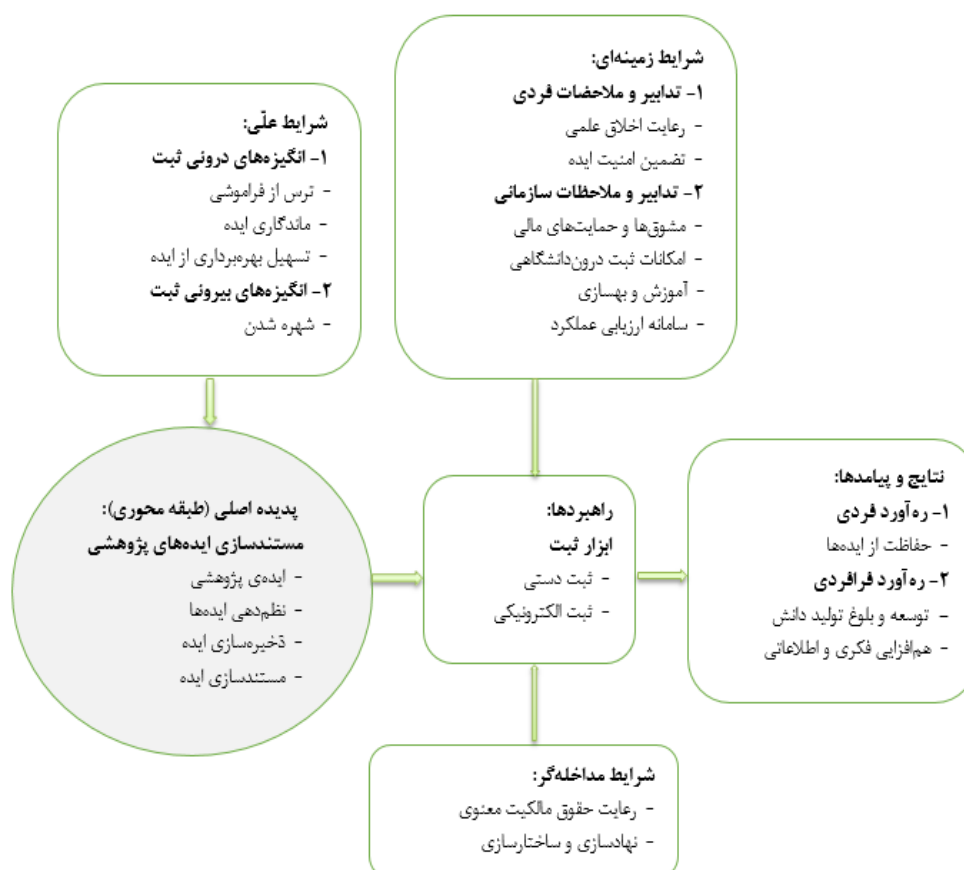 شرایط زمینه‌ای:
۱- تدابیر و ملاحضات فردی
- رعایت اخلاق علمی
- تضمین امنیت ایده
۲- تدابیر و ملاحظات سازمانی
- مشوق‌ها و حمایت‌های مالی
- امکانات ثبت درون‌دانشگاهی
- آموزش و بهسازی
- سامانه ارزیابی عملکرد
شرایط علّی:
۱- انگیزه‌های درونی ثبت
- ترس از فراموشی
- ماندگاری ایده
- تسهیل بهره‌برداری از ایده
۲- انگیزه‌های بیرونی ثبت
- شهره شدن
نتایج و پیامدها:
۱- ره‌آورد فردی
- حفاظت از ایده‌ها
۲- ره‌آورد فرافردی
- توسعه و بلوغ تولید دانش
- هم‌افزایی فکری و اطلاعاتی
راهبردها:
ابزار ثبت
- ثبت دستی
- ثبت الکترونیکی
پدیده اصلی (طبقه محوری):
مستندسازی ایده‌های پژوهشی
- ایده‌ی پژوهشی
- نظم‌دهی ایده‌ها
- ذخیره‌سازی ایده
- مستندسازی ایده
شرایط مداخله‌گر:
- رعایت حقوق مالکیت معنوی
- نهادسازی و ساختارسازی